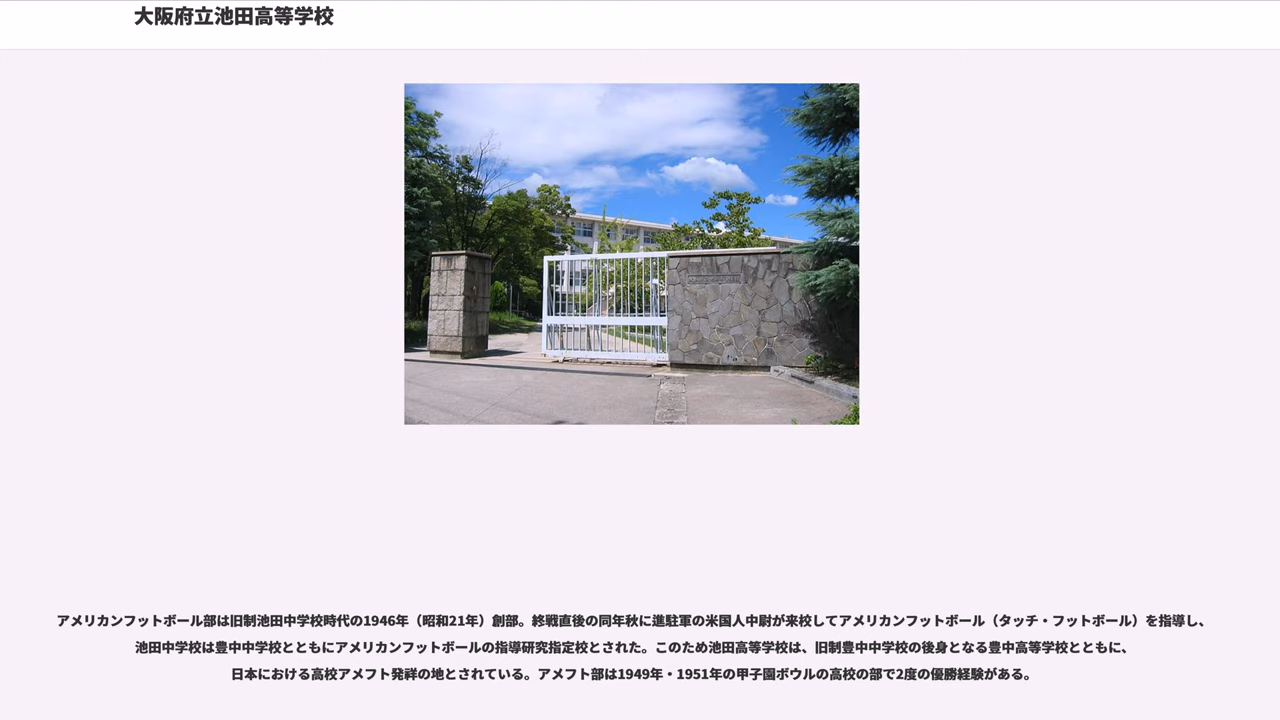 大阪府立池田高等学校
アメリカンフットボール部は旧制池田中学校時代の1946年（昭和21年）創部。終戦直後の同年秋に進駐軍の米国人中尉が来校してアメリカンフットボール（タッチ・フットボール）を指導し、
池田中学校は豊中中学校とともにアメリカンフットボールの指導研究指定校とされた。このため池田高等学校は、旧制豊中中学校の後身となる豊中高等学校とともに、
日本における高校アメフト発祥の地とされている。アメフト部は1949年・1951年の甲子園ボウルの高校の部で2度の優勝経験がある。